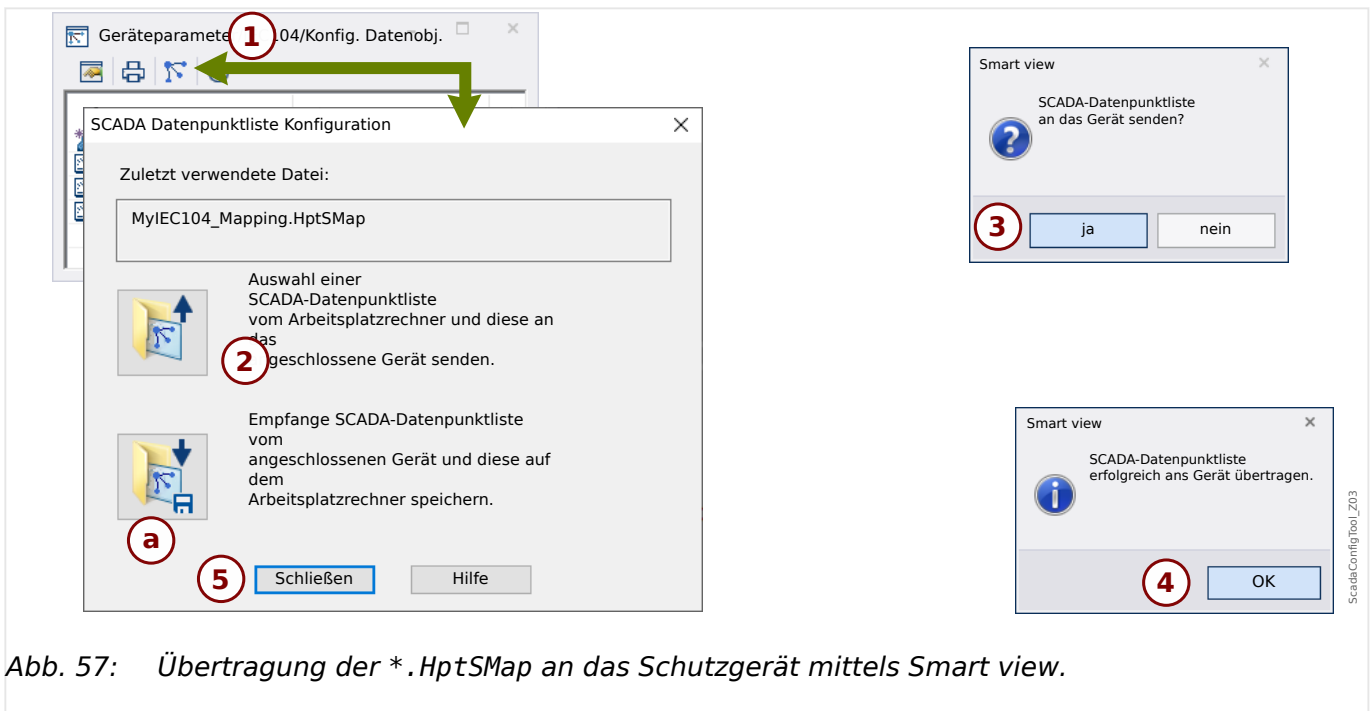 Geräteparamete 1 104/Konfig. Datenobj.
SCADA Datenpunktliste Konfiguration
Zuletzt verwendete Datei:
MyIEC104_Mapping.HptSMap
Auswahl einer
SCADA-Datenpunktliste
vom Arbeitsplatzrechner und diese an
das
2 geschlossene Gerät senden.
Empfange SCADA-Datenpunktliste
vom
angeschlossenen Gerät und diese auf
dem
Arbeitsplatzrechner speichern.
a
5 Schließen Hilfe
Smart view
SCADA-Datenpunktliste
an das Gerät senden?
3 ja nein
Smart view
SCADA-Datenpunktliste
erfolgreich ans Gerät übertragen.
4 OK
ScadaConfigTool_Z03
Abb. 57: Übertragung der *.HptSMap an das Schutzgerät mittels Smart view.